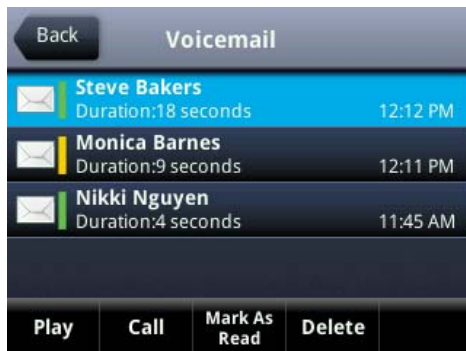 Back
Voicemail
Steve Bakers
Duration:18 seconds
12:12 PM
Monica Barnes
Duration:9 seconds
12:11 PM
Nikki Nguyen
Duration:4 seconds
11:45 AM
Play
Call
Mark As
Read
Delete